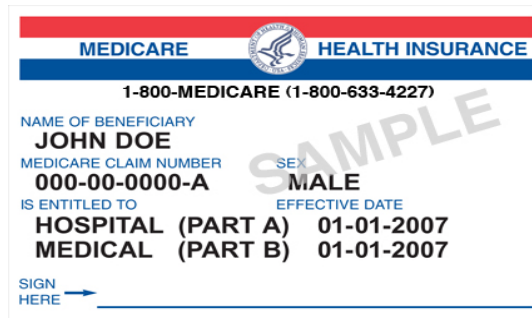 MEDICARE HEALTH INSURANCE
1-800-MEDICARE (1-800-633-4227)
SAMPLE
NAME OF BENEFICIARY
JOHN DOE
MEDICARE CLAIM NUMBER SEX
000-00-0000-A MALE
IS ENTITLED TO EFFECTIVE DATE
HOSPITAL (PART A) 01-01-2007
MEDICAL (PART B) 01-01-2007
SIGN
HERE